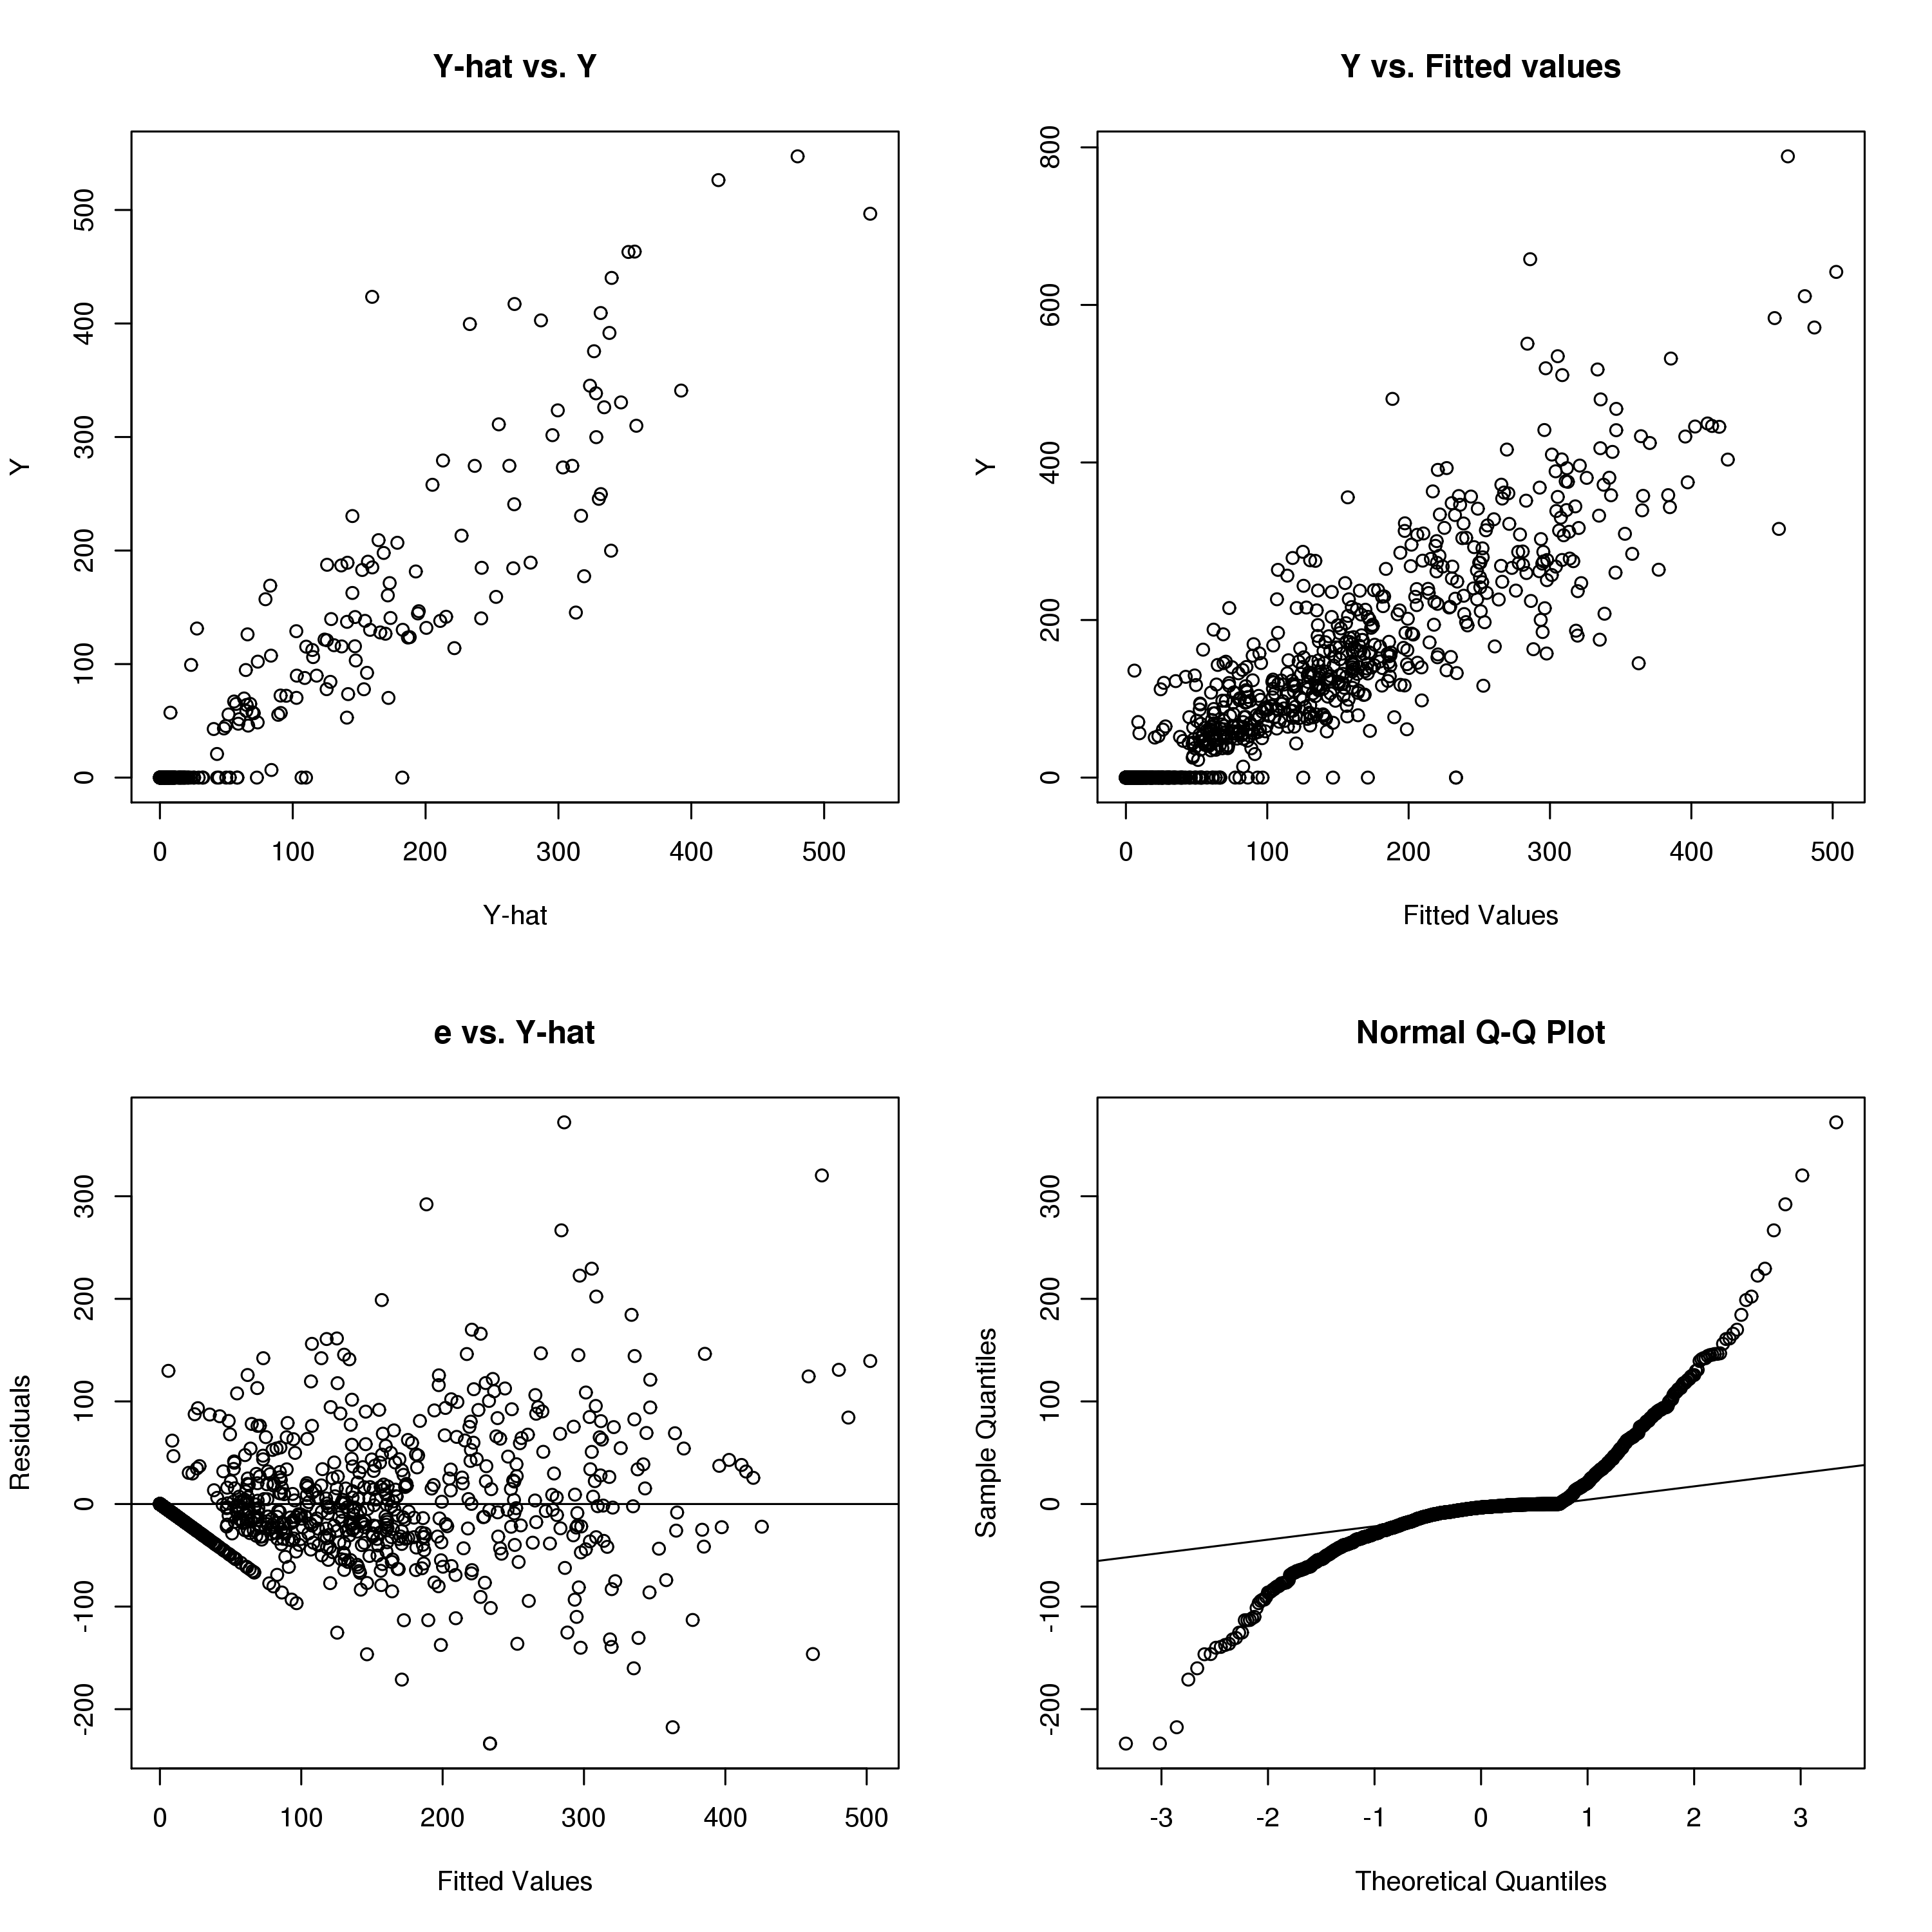 Y-hat vs. Y
Y
500
400
300
200
100
0
0 100 200 300 400 500
Y-hat
Y vs. Fitted values
Y
800
600
400
200
0
0 100 200 300 400 500
Fitted Values
e vs. Y-hat
Residuals
300
200
100
0
-100
-200
0 100 200 300 400 500
Fitted Values
Normal Q-Q Plot
Sample Quantiles
300
200
100
0
-100
-200
-3 -2 -1 0 1 2 3
Theoretical Quantiles